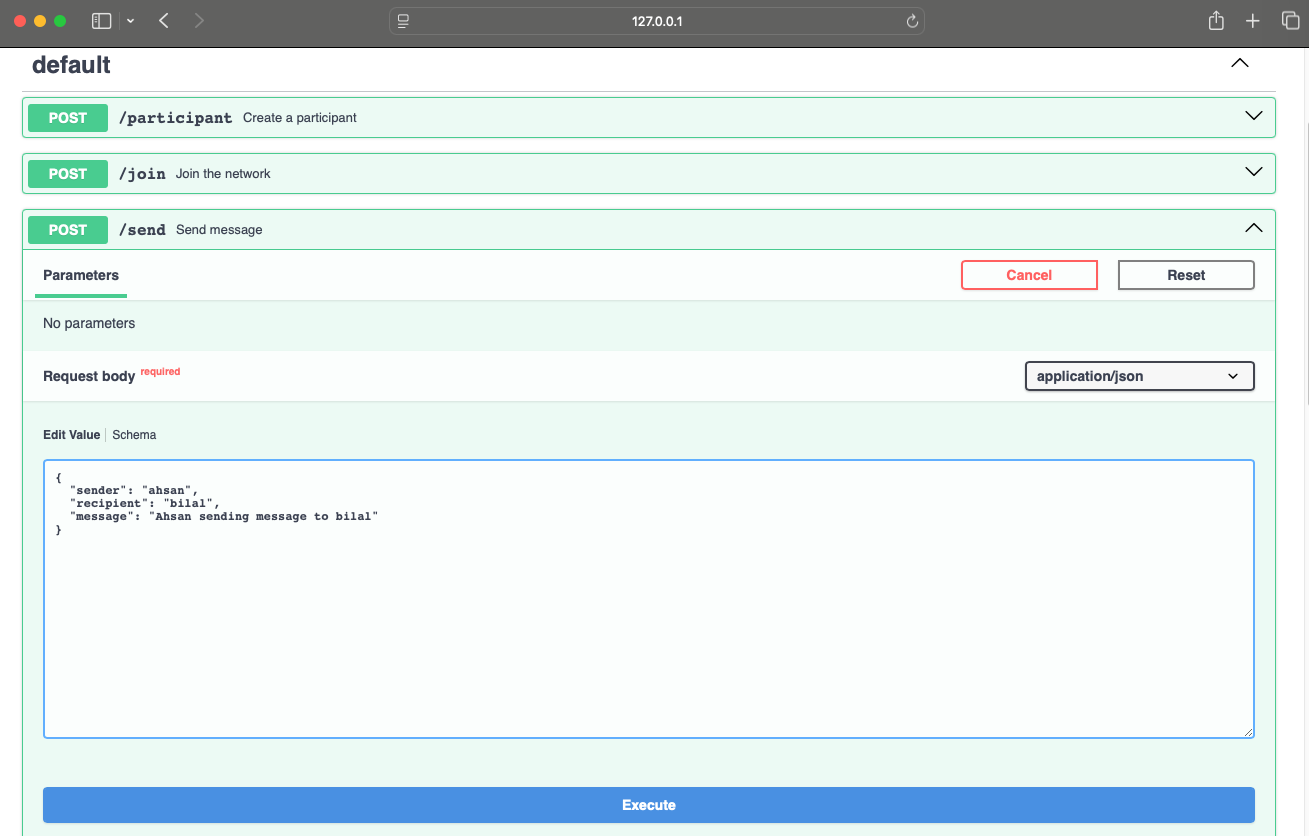 127.0.0.1
default
POST /participant Create a participant
POST /join Join the network
POST /send Send message
Parameters Cancel Reset
No parameters
Request body required application/json
Edit Value Schema
{
  "sender": "ahsan",
  "recipient": "bilal",
  "message": "Ahsan sending message to bilal"
}
Execute